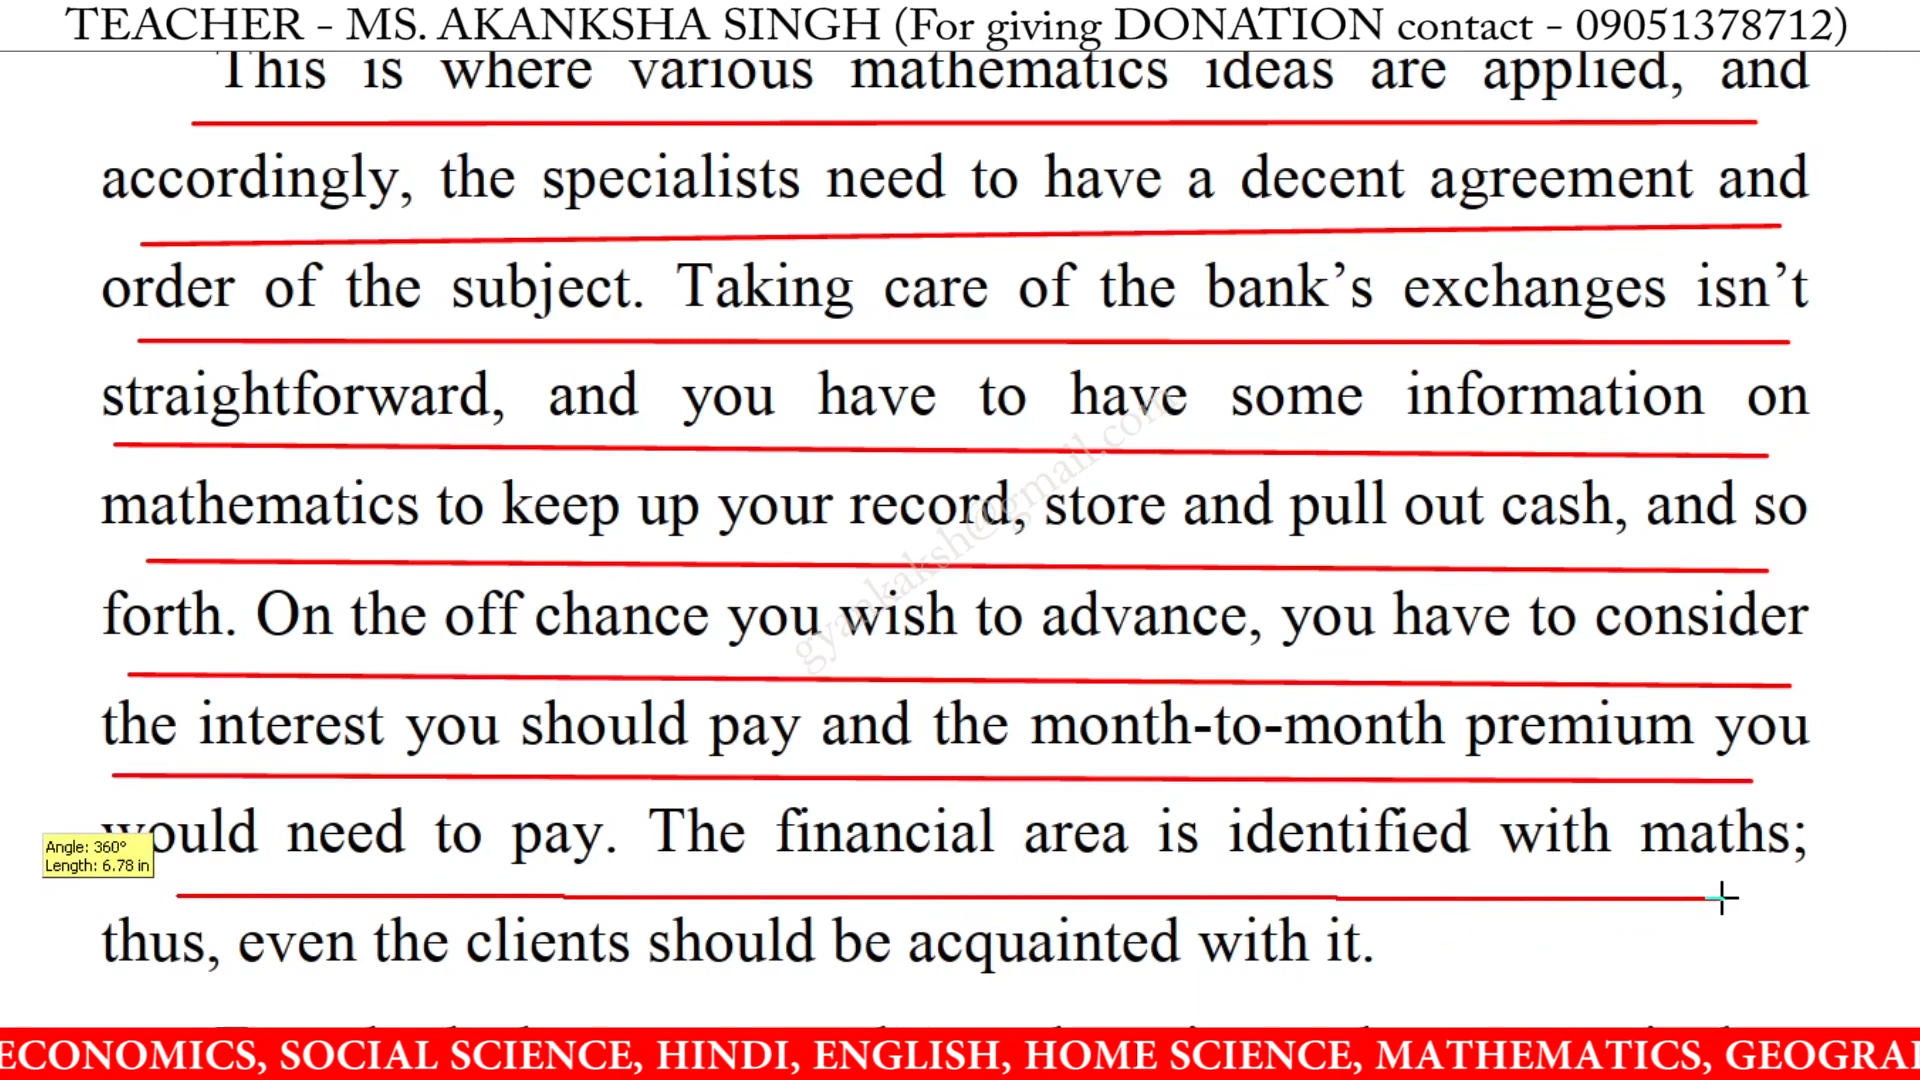 TEACHER - MS. AKANKSHA SINGH (For giving DONATION contact - 09051378712)
This is where various mathematics ideas are applied, and
accordingly, the specialists need to have a decent agreement and
order of the subject. Taking care of the bank’s exchanges isn’t
straightforward, and you have to have some information on
mathematics to keep up your record, store and pull out cash, and so
forth. On the off chance you wish to advance, you have to consider
the interest you should pay and the month-to-month premium you
would need to pay. The financial area is identified with maths;
Angle: 360°
Length: 6.78 in
thus, even the clients should be acquainted with it.
gyankaksh@gmail.com
ECONOMICS, SOCIAL SCIENCE, HINDI, ENGLISH, HOME SCIENCE, MATHEMATICS, GEOGRA